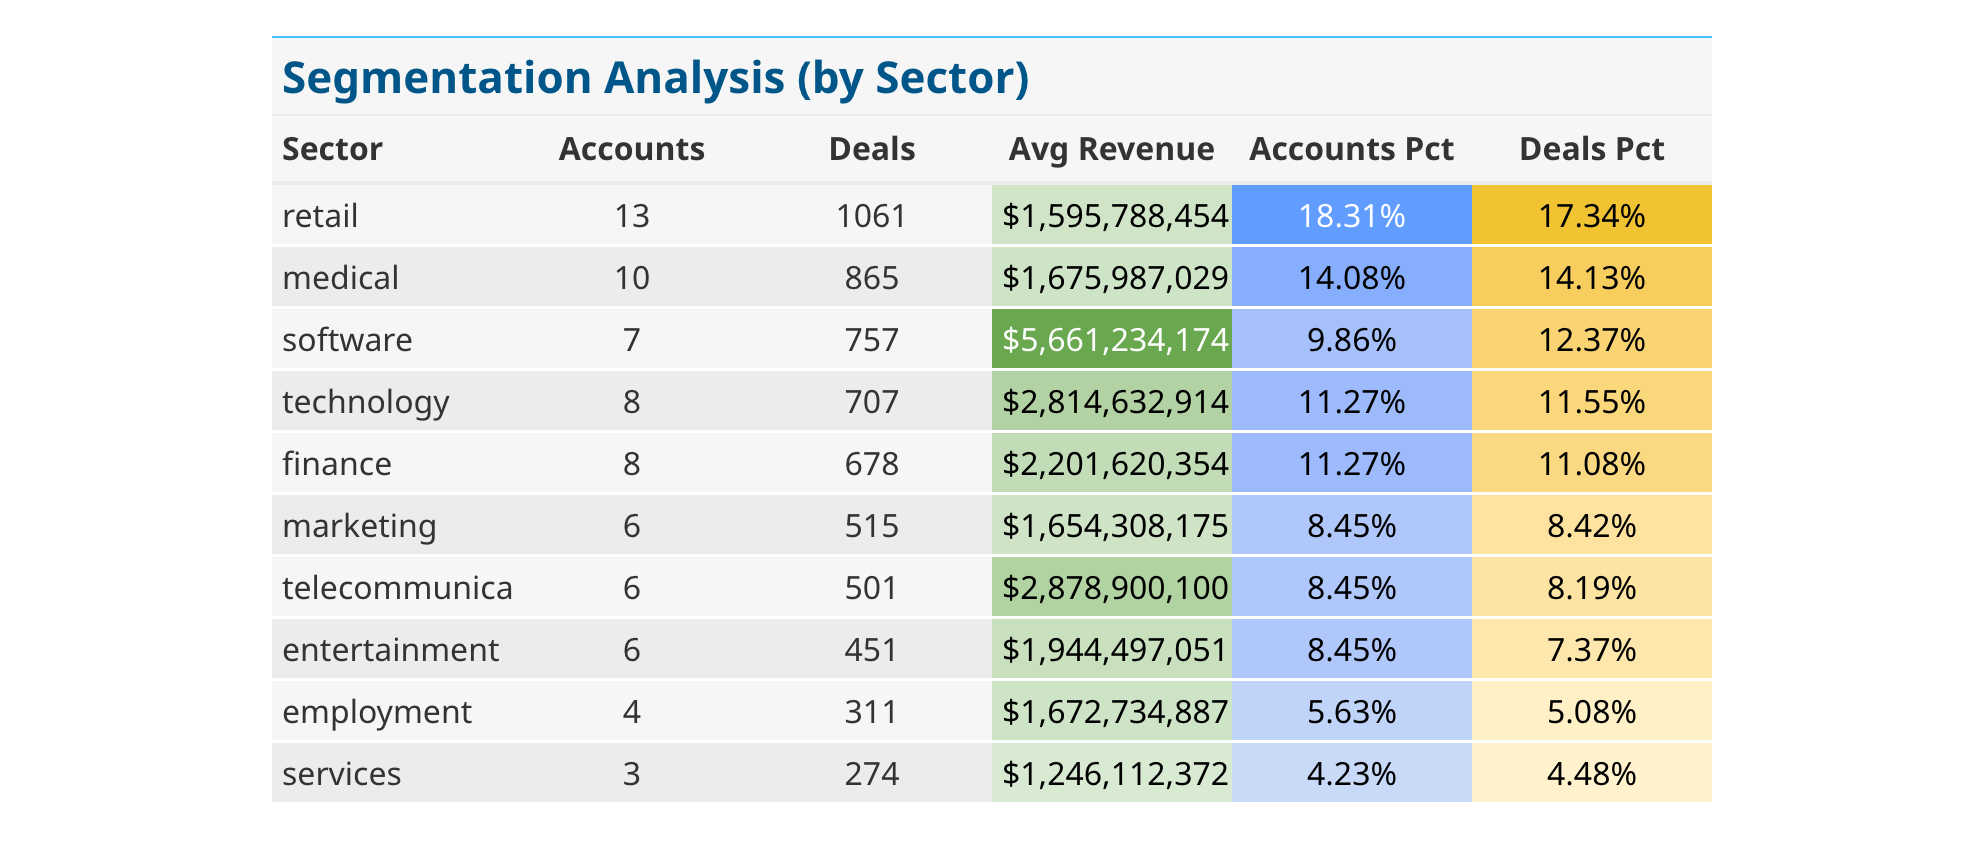 Segmentation Analysis (by Sector)
Sector Accounts Deals Avg Revenue Accounts Pct Deals Pct
retail 13 1061 $1,595,788,454 18.31% 17.34%
medical 10 865 $1,675,987,029 14.08% 14.13%
software 7 757 $5,661,234,174 9.86% 12.37%
technology 8 707 $2,814,632,914 11.27% 11.55%
finance 8 678 $2,201,620,354 11.27% 11.08%
marketing 6 515 $1,654,308,175 8.45% 8.42%
telecommunica 6 501 $2,878,900,100 8.45% 8.19%
entertainment 6 451 $1,944,497,051 8.45% 7.37%
employment 4 311 $1,672,734,887 5.63% 5.08%
services 3 274 $1,246,112,372 4.23% 4.48%